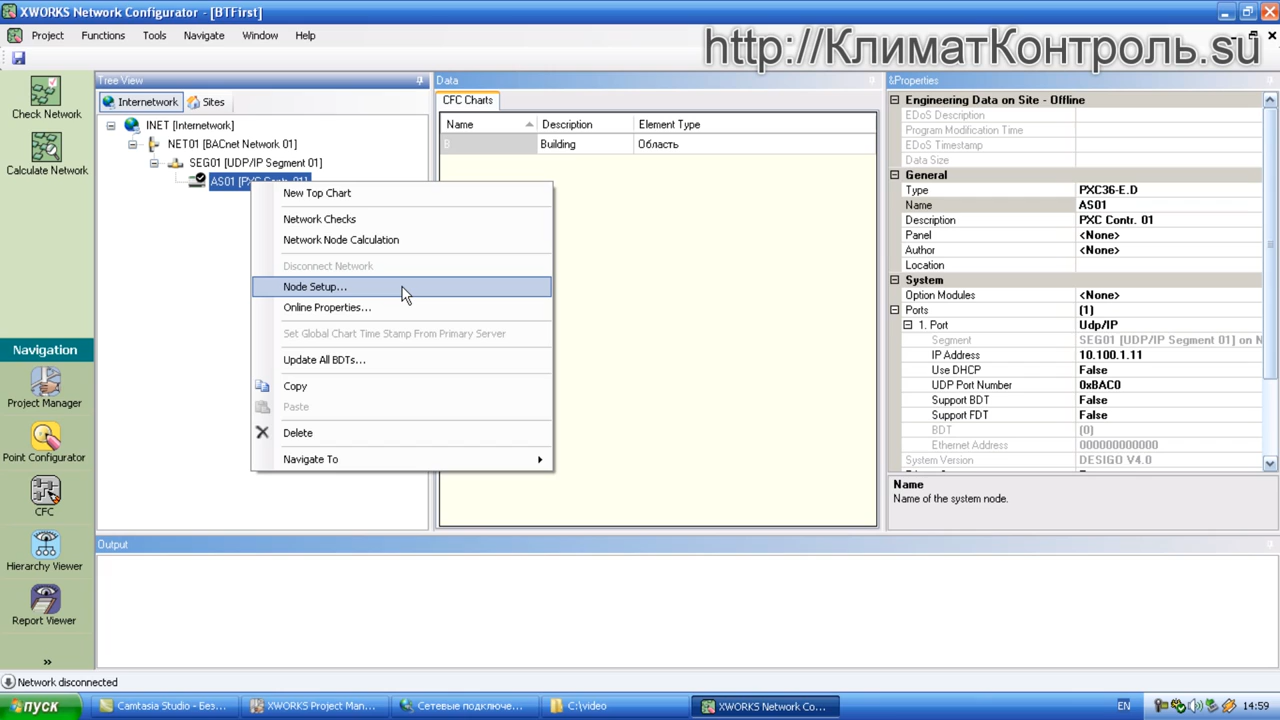 XWORKS Network Configurator - [BTFirst]
Project Functions Tools Navigate Window Help
http://КлиматКонтроль.su
Check Network
Calculate Network
Navigation
Project Manager
Point Configurator
CFC
Hierarchy Viewer
Report Viewer
»
Tree View
Internetwork Sites
INET [Internetwork]
NET01 [BACnet Network 01]
SEG01 [UDP/IP Segment 01]
AS01 [PXC Contr. 01]
New Top Chart
Network Checks
Network Node Calculation
Disconnect Network
Node Setup...
Online Properties...
Set Global Chart Time Stamp From Primary Server
Update All BDTs...
Copy
Paste
Delete
Navigate To
Data
CFC Charts
Name Description Element Type
B Building Область
&Properties
Engineering Data on Site - Offline
EDoS Description
Program Modification Time
EDoS Timestamp
Data Size
General
Type PXC36-E.D
Name AS01
Description PXC Contr. 01
Panel <None>
Author <None>
Location
System
Option Modules <None>
Ports (1)
1. Port Udp/IP
Segment SEG01 [UDP/IP Segment 01] on N
IP Address 10.100.1.11
Use DHCP False
UDP Port Number 0xBAC0
Support BDT False
Support FDT False
BDT (0)
Ethernet Address 000000000000
System Version DESIGO V4.0
Name
Name of the system node.
Output
Network disconnected
пуск
Camtasia Studio - Без...
XWORKS Project Man...
Сетевые подключе...
C:\video
XWORKS Network Co...
EN
14:59